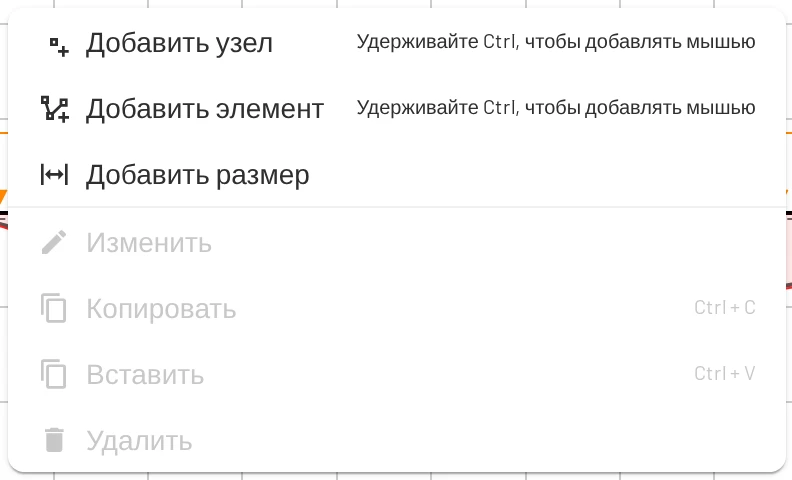 Добавить узел Удерживайте Ctrl, чтобы добавлять мышью
Добавить элемент Удерживайте Ctrl, чтобы добавлять мышью
Добавить размер
Изменить
Копировать Ctrl + C
Вставить Ctrl + V
Удалить